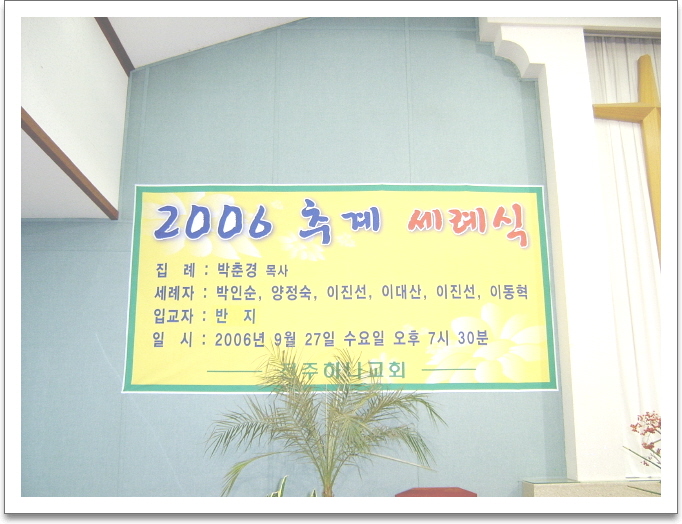 2006 추계 세례식
집 례 : 박춘경 목사
세례자 : 박인순, 양정숙, 이진선, 이대산, 이진선, 이동혁
입교자 : 반 지
일 시 : 2006년 9월 27일 수요일 오후 7시 30분
주하나교회